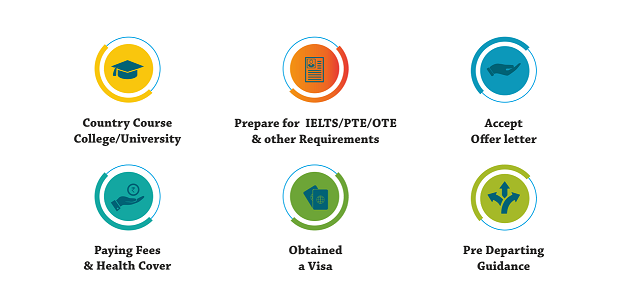 Country Course
College/University
Prepare for IELTS/PTE/OTE
& other Requirements
Accept
Offer letter
Paying Fees
& Health Cover
Obtained
a Visa
Pre Departing
Guidance